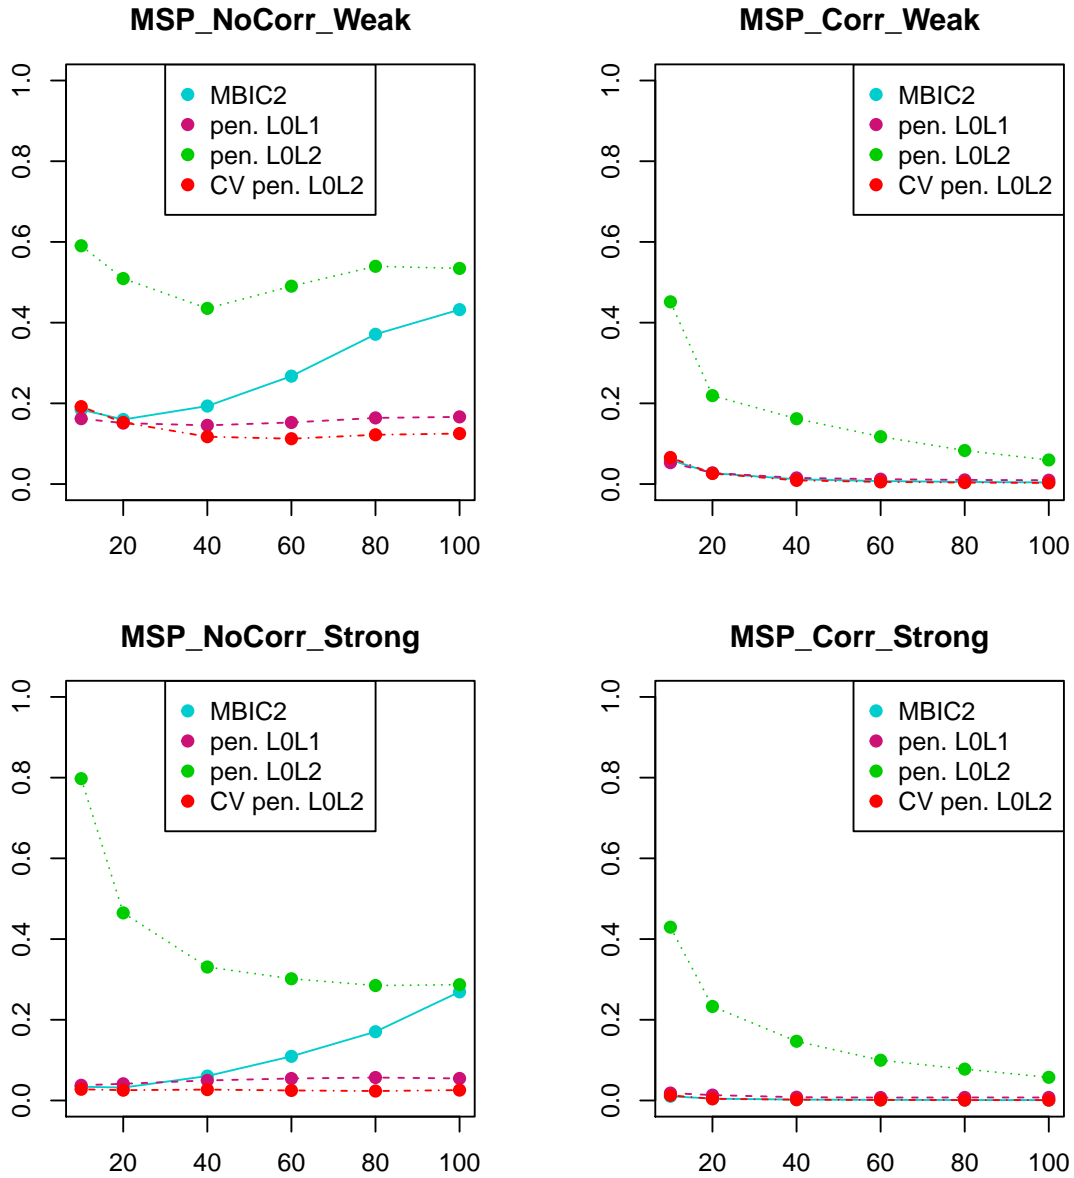 MSP_NoCorr_Weak
1.0
0.8
0.6
0.4
0.2
0.0
20 40 60 80 100
MBIC2
pen. L0L1
pen. L0L2
CV pen. L0L2
MSP_Corr_Weak
1.0
0.8
0.6
0.4
0.2
0.0
20 40 60 80 100
MBIC2
pen. L0L1
pen. L0L2
CV pen. L0L2
MSP_NoCorr_Strong
1.0
0.8
0.6
0.4
0.2
0.0
20 40 60 80 100
MBIC2
pen. L0L1
pen. L0L2
CV pen. L0L2
MSP_Corr_Strong
1.0
0.8
0.6
0.4
0.2
0.0
20 40 60 80 100
MBIC2
pen. L0L1
pen. L0L2
CV pen. L0L2